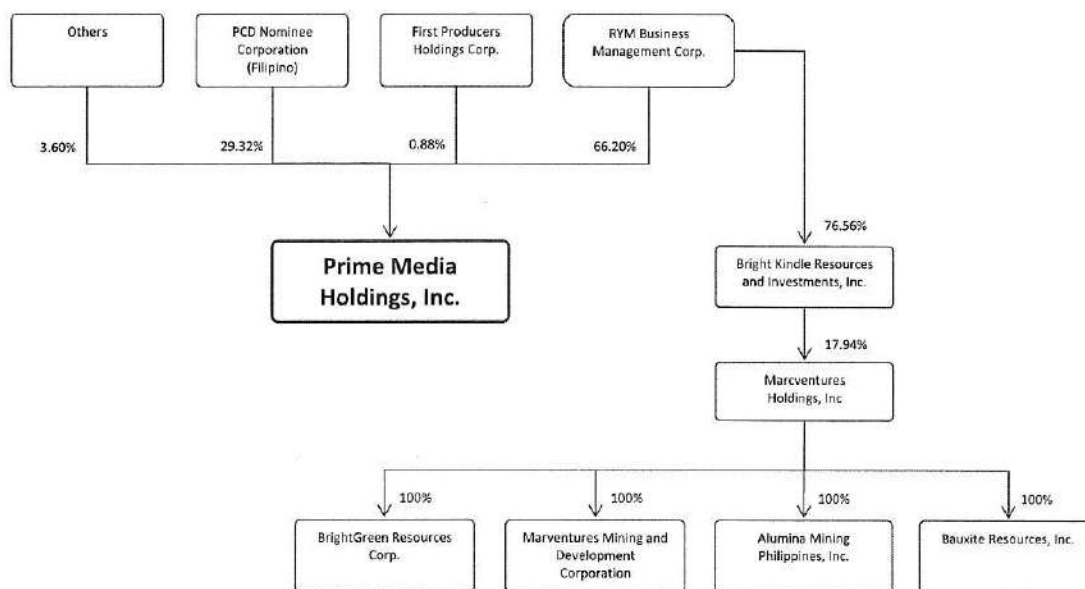 Others
PCD Nominee
Corporation
(Filipino)
First Producers
Holdings Corp.
RYM Business
Management Corp.
3.60%
29.32%
0.88%
66.20%
76.56%
Prime Media
Holdings, Inc.
Bright Kindle Resources
and Investments, Inc.
17.94%
Marcventures
Holdings, Inc
100%
100%
100%
100%
BrightGreen Resources
Corp.
Marventures Mining and
Development
Corporation
Alumina Mining
Philippines, Inc.
Bauxite Resources, Inc.